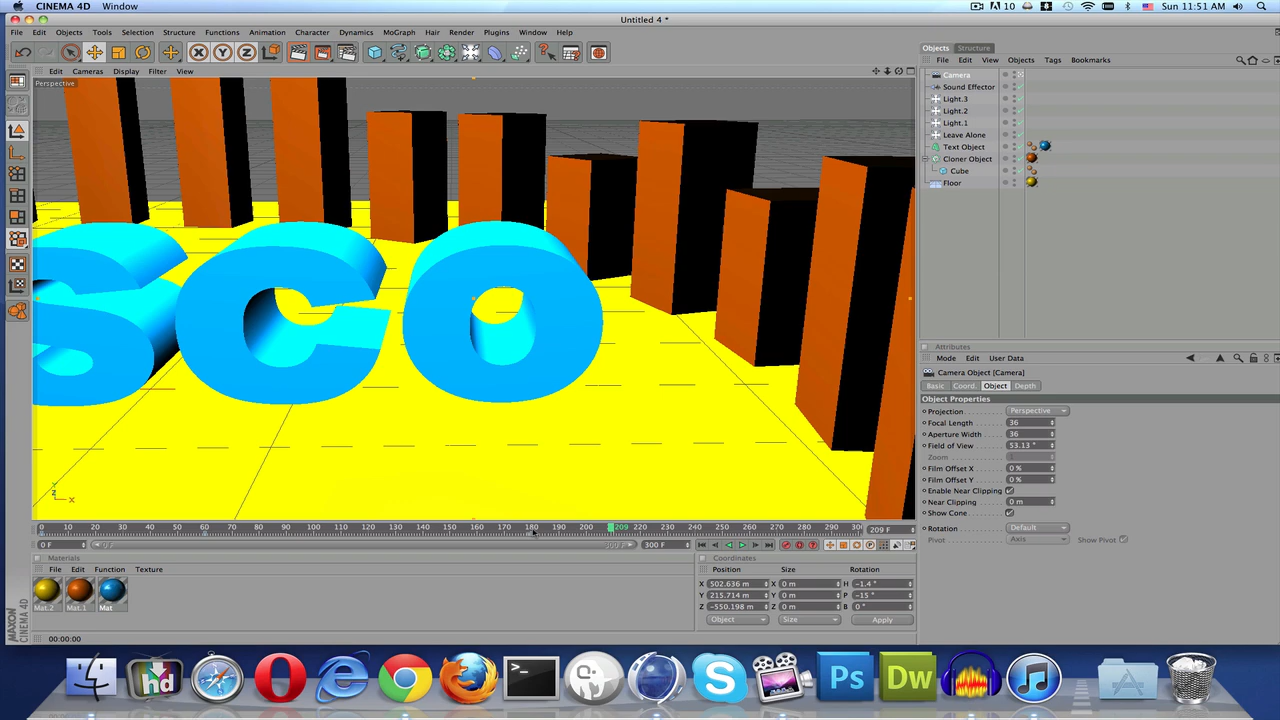 CINEMA 4D Window
10 Sun 11:51 AM
Untitled 4 *
File Edit Objects Tools Selection Structure Functions Animation Character Dynamics MoGraph Hair Render Plugins Window Help
X Y Z
Edit Cameras Display Filter View
Perspective
SCO
Z X
0 10 20 30 40 50 60 70 80 90 100 110 120 130 140 150 160 170 180 190 200 209 220 230 240 250 260 270 280 290 300
209 F
0 F
300 F
Materials
File Edit Function Texture
Mat.2 Mat.1 Mat
Coordinates
Position Size Rotation
X 502.636 m X 0 m H -1.4 °
Y 215.714 m Y 0 m P -15 °
Z -550.198 m Z 0 m B 0 °
Object Size Apply
MAXON CINEMA 4D
00:00:00
Objects Structure
File Edit View Objects Tags Bookmarks
Camera
Sound Effector
Light.3
Light.2
Light.1
Leave Alone
Text Object
Cloner Object
Cube
Floor
Attributes
Mode Edit User Data
Camera Object [Camera]
Basic Coord. Object Depth
Object Properties
Projection Perspective
Focal Length 36
Aperture Width 36
Field of View 53.13 °
Zoom 1
Film Offset X 0 %
Film Offset Y 0 %
Enable Near Clipping
Near Clipping 0 m
Show Cone
Rotation Default
Pivot Axis Show Pivot
hd
Ps
Dw